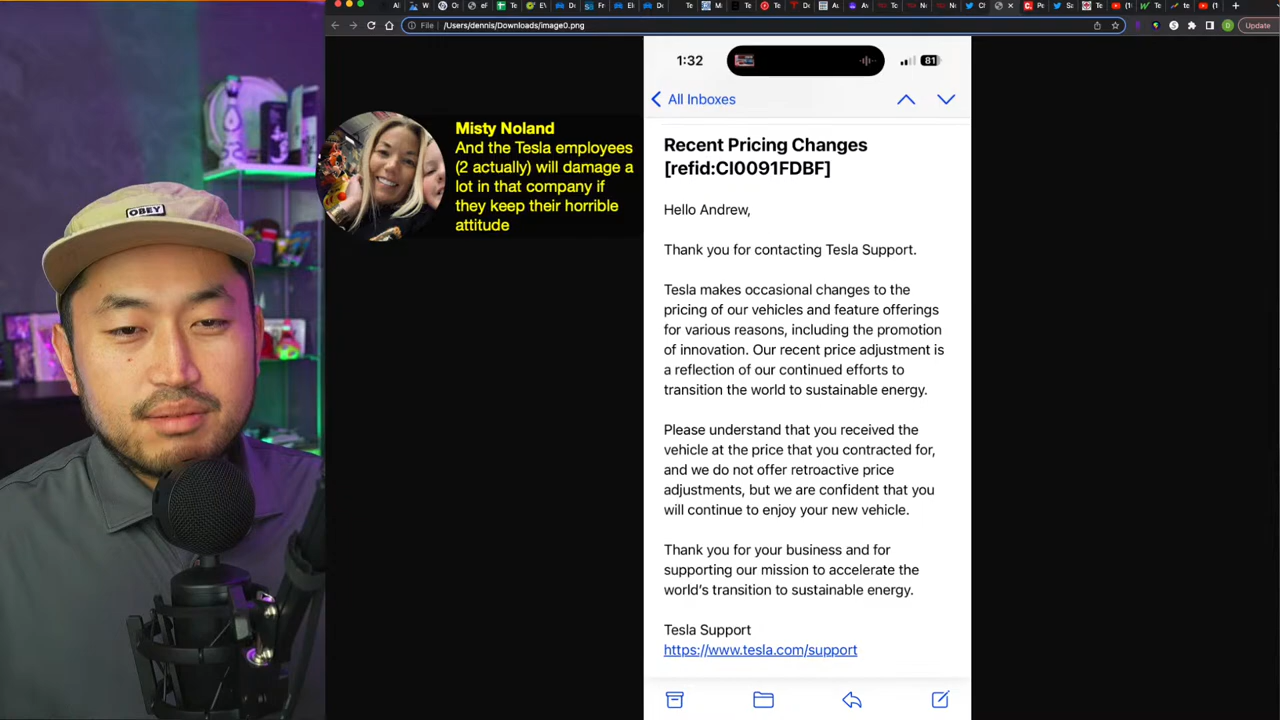 File
/Users/dennis/Downloads/image0.png
Update
OBEY
Misty Noland
And the Tesla employees
(2 actually) will damage a
lot in that company if
they keep their horrible
attitude
1:32
81
All Inboxes
Recent Pricing Changes
[refid:CI0091FDBF]
Hello Andrew,
Thank you for contacting Tesla Support.
Tesla makes occasional changes to the
pricing of our vehicles and feature offerings
for various reasons, including the promotion
of innovation. Our recent price adjustment is
a reflection of our continued efforts to
transition the world to sustainable energy.
Please understand that you received the
vehicle at the price that you contracted for,
and we do not offer retroactive price
adjustments, but we are confident that you
will continue to enjoy your new vehicle.
Thank you for your business and for
supporting our mission to accelerate the
world's transition to sustainable energy.
Tesla Support
https://www.tesla.com/support